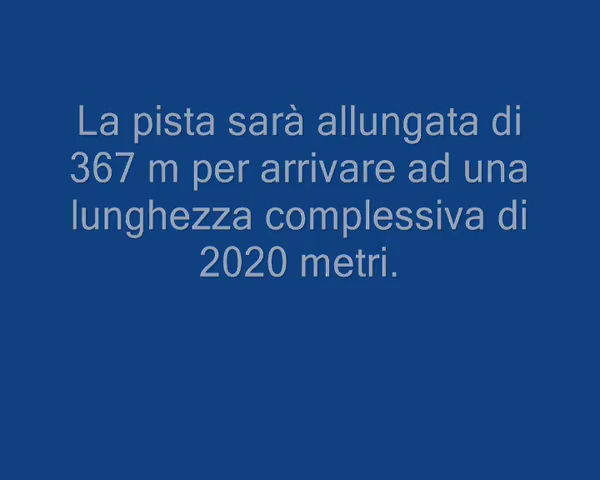 La pista sarà allungata di
367 m per arrivare ad una
lunghezza complessiva di
2020 metri.